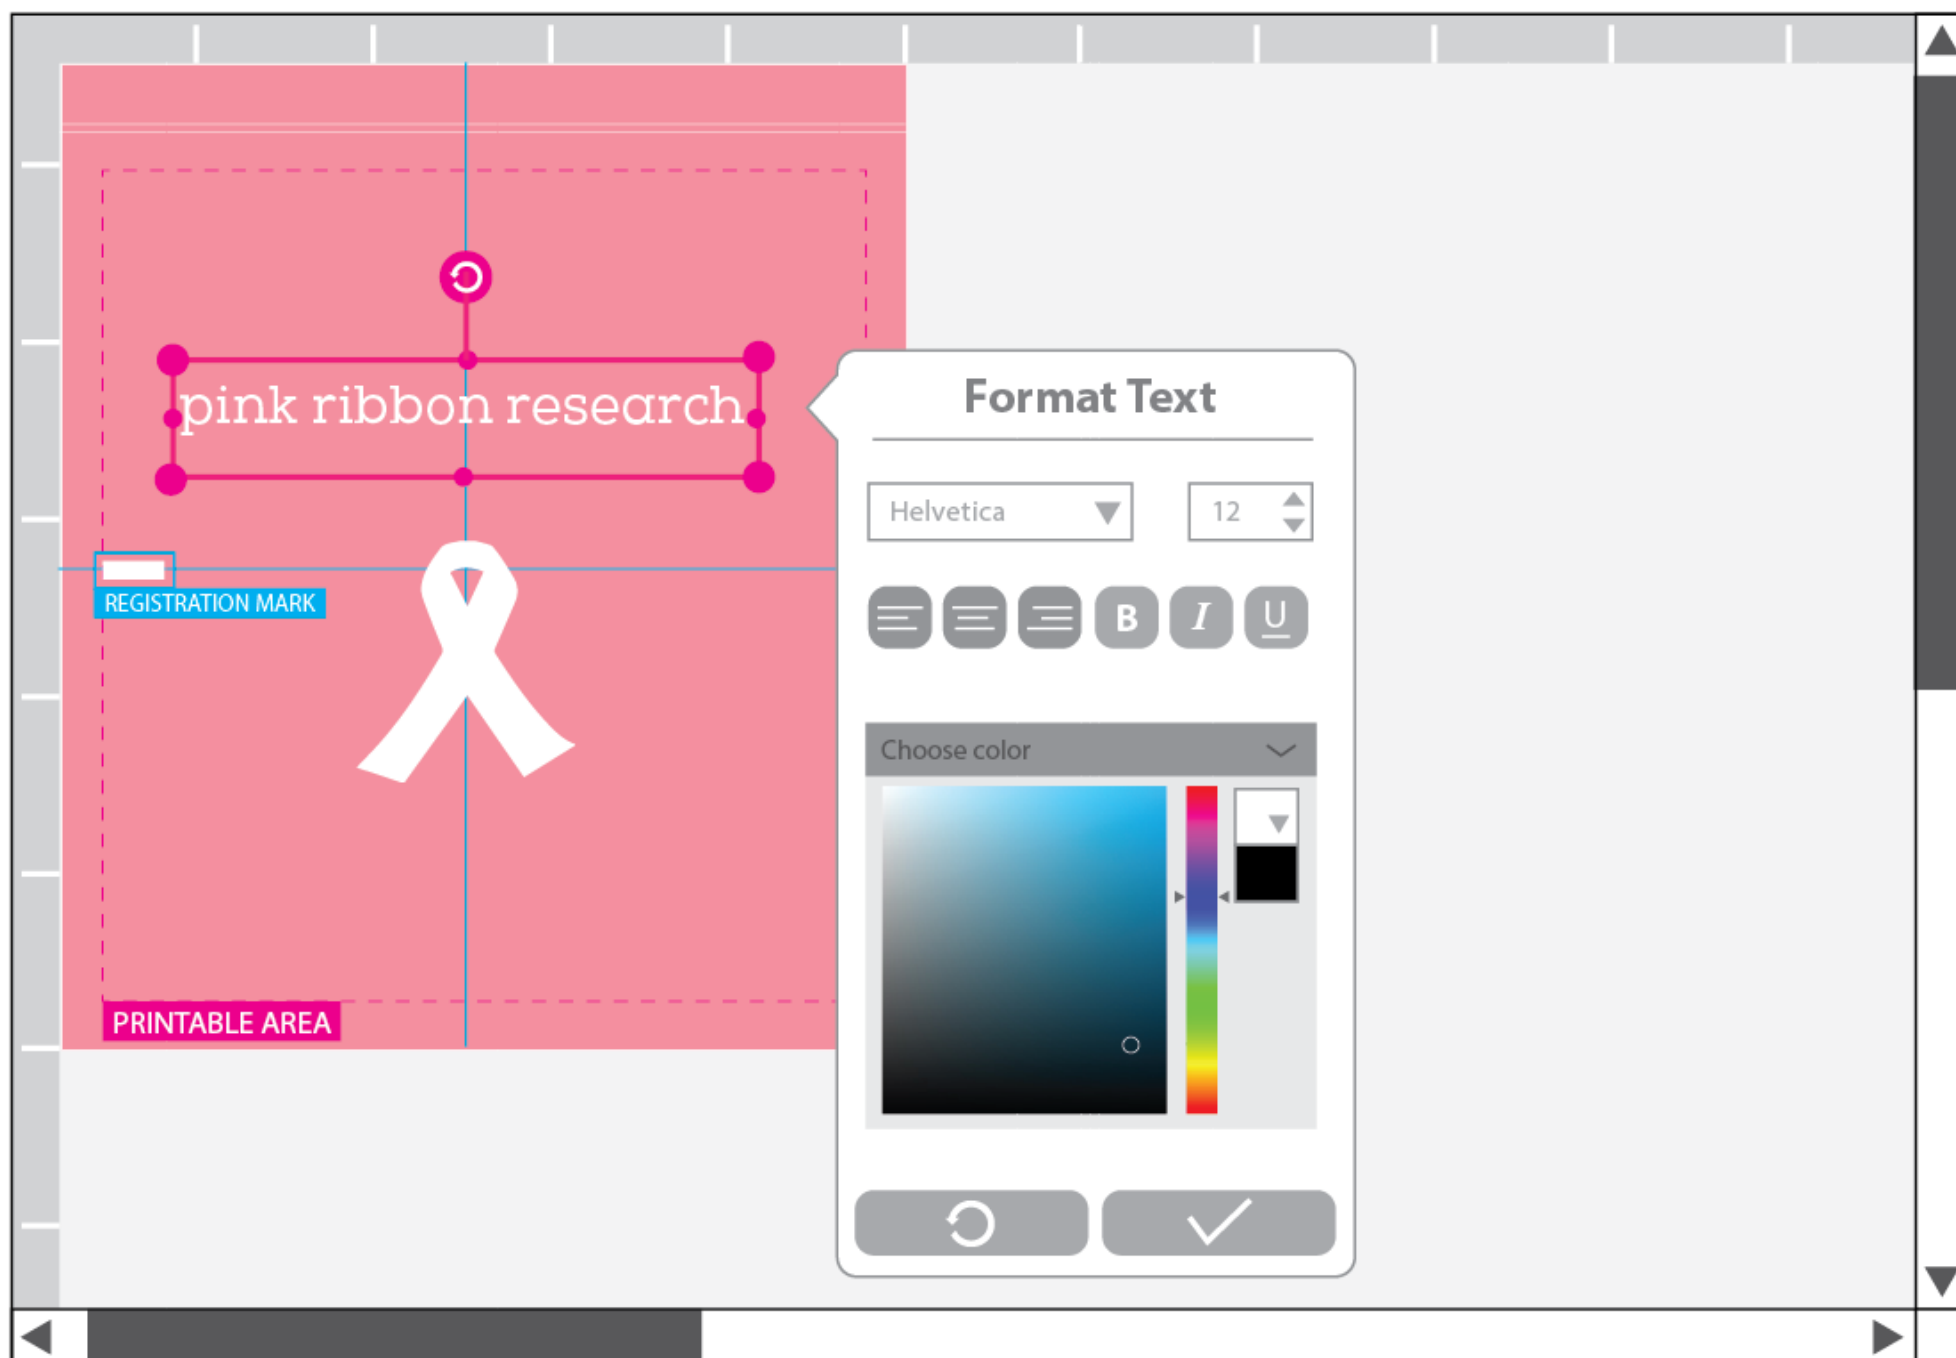 pink ribbon research
Format Text
Helvetica
12
B I U
REGISTRATION MARK
Choose color
PRINTABLE AREA